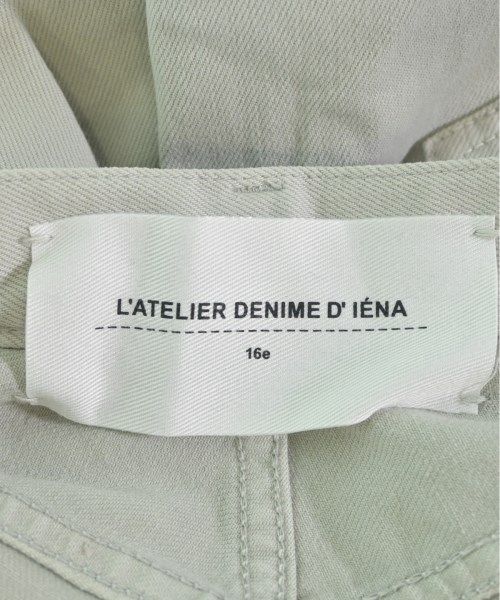 L'ATELIER DENIME D' IÉNA
16e